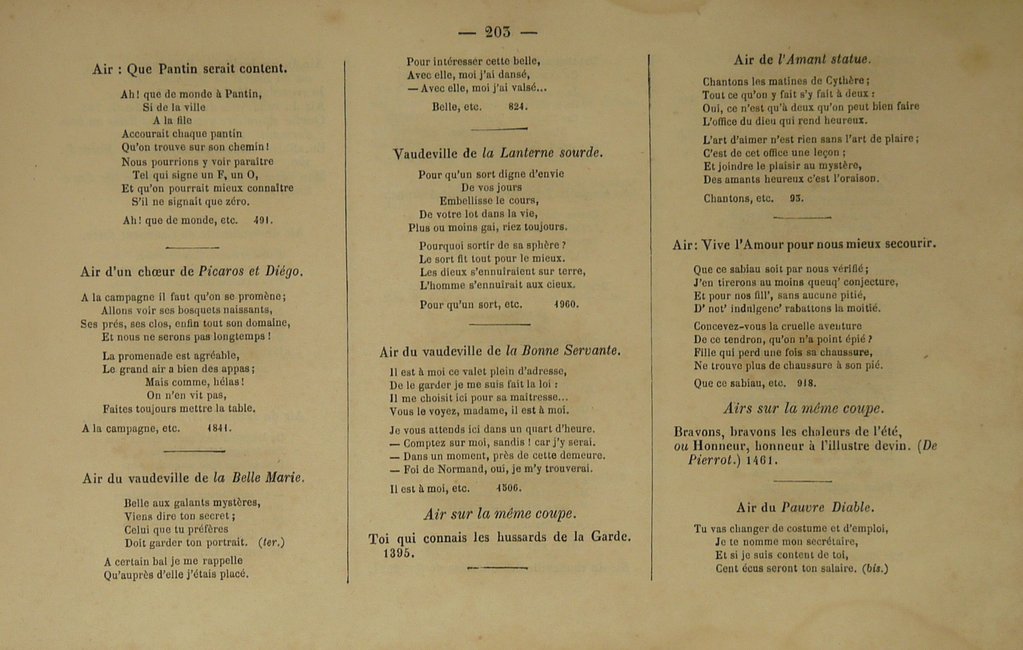 — 203 —
Air : Que Pantin serait content.
Ah! que de monde à Pantin,
Si de la ville
A la file
Accourait chaque pantin
Qu'on trouve sur son chemin!
Nous pourrions y voir paraître
Tel qui signe un F, un O,
Et qu'on pourrait mieux connaître
S'il ne signait que zéro.
Ah! que de monde, etc. 491.
Air d'un chœur de Picaros et Diégo.
A la campagne il faut qu'on se promène;
Allons voir ses bosquets naissants,
Ses prés, ses clos, enfin tout son domaine,
Et nous ne serons pas longtemps!
La promenade est agréable,
Le grand air a bien des appas;
Mais comme, hélas!
On n'en vit pas,
Faites toujours mettre la table.
A la campagne, etc. 1841.
Air du vaudeville de la Belle Marie.
Belle aux galants mystères,
Viens dire ton secret;
Celui que tu préfères
Doit garder ton portrait. (ter.)
A certain bal je me rappelle
Qu'auprès d'elle j'étais placé.
Pour intéresser cette belle,
Avec elle, moi j'ai dansé,
— Avec elle, moi j'ai valsé...
Belle, etc. 824.
Vaudeville de la Lanterne sourde.
Pour qu'un sort digne d'envie
De vos jours
Embellisse le cours,
De votre lot dans la vie,
Plus ou moins gai, riez toujours.
Pourquoi sortir de sa sphère?
Le sort fit tout pour le mieux.
Les dieux s'ennuiraient sur terre,
L'homme s'ennuirait aux cieux.
Pour qu'un sort, etc. 1960.
Air du vaudeville de la Bonne Servante.
Il est à moi ce valet plein d'adresse,
De le garder je me suis fait la loi :
Il me choisit ici pour sa maîtresse...
Vous le voyez, madame, il est à moi.
Je vous attends ici dans un quart d'heure.
— Comptez sur moi, sandis! car j'y serai.
— Dans un moment, près de cette demeure.
— Foi de Normand, oui, je m'y trouverai.
Il est à moi, etc. 1506.
Air sur la même coupe.
Toi qui connais les hussards de la Garde.
1395.
Air de l'Amant statue.
Chantons les matines de Cythère;
Tout ce qu'on y fait s'y fait à deux :
Oui, ce n'est qu'à deux qu'on peut bien faire
L'office du dieu qui rend heureux.
L'art d'aimer n'est rien sans l'art de plaire;
C'est de cet office une leçon;
Et joindre le plaisir au mystère,
Des amants heureux c'est l'oraison.
Chantons, etc. 93.
Air: Vive l'Amour pour nous mieux secourir.
Que ce sabiau soit par nous vérifié;
J'en tirerons au moins queuq' conjecture,
Et pour nos fill', sans aucune pitié,
D' not' indulgenc' rabattons la moitié.
Concevez-vous la cruelle aventure
De ce tendron, qu'on n'a point épié?
Fille qui perd une fois sa chaussure,
Ne trouve plus de chaussure à son pié.
Que ce sabiau, etc. 918.
Airs sur la même coupe.
Bravons, bravons les chaleurs de l'été,
ou Honneur, honneur à l'illustre devin. (De
Pierrot.) 1461.
Air du Pauvre Diable.
Tu vas changer de costume et d'emploi,
Je te nomme mon secrétaire,
Et si je suis content de toi,
Cent écus seront ton salaire. (bis.)